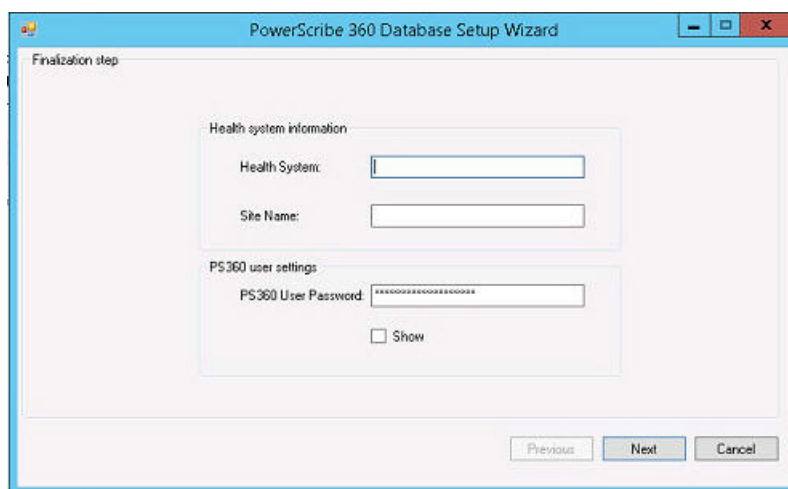 PowerScribe 360 Database Setup Wizard
Finalization step
Health system information
Health System:
Site Name:
PS360 user settings
PS360 User Password:
Show
Previous Next Cancel